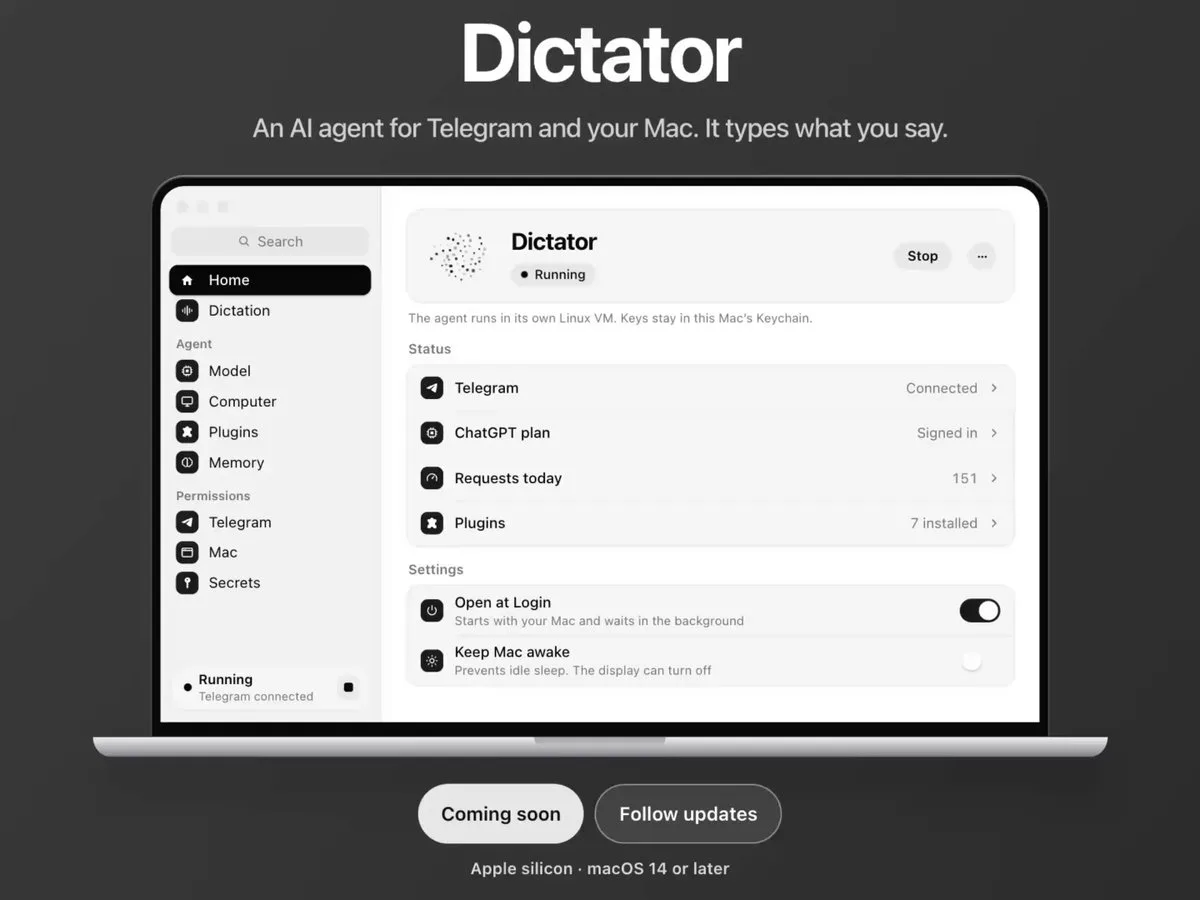 Dictator
An AI agent for Telegram and your Mac. It types what you say.
Search
Home
Dictation
Agent
Model
Computer
Plugins
Memory
Permissions
Telegram
Mac
Secrets
Running
Telegram connected
Dictator
Running
Stop
...
The agent runs in its own Linux VM. Keys stay in this Mac's Keychain.
Status
Telegram Connected
ChatGPT plan Signed in
Requests today 151
Plugins 7 installed
Settings
Open at Login
Starts with your Mac and waits in the background
Keep Mac awake
Prevents idle sleep. The display can turn off
Coming soon
Follow updates
Apple silicon · macOS 14 or later